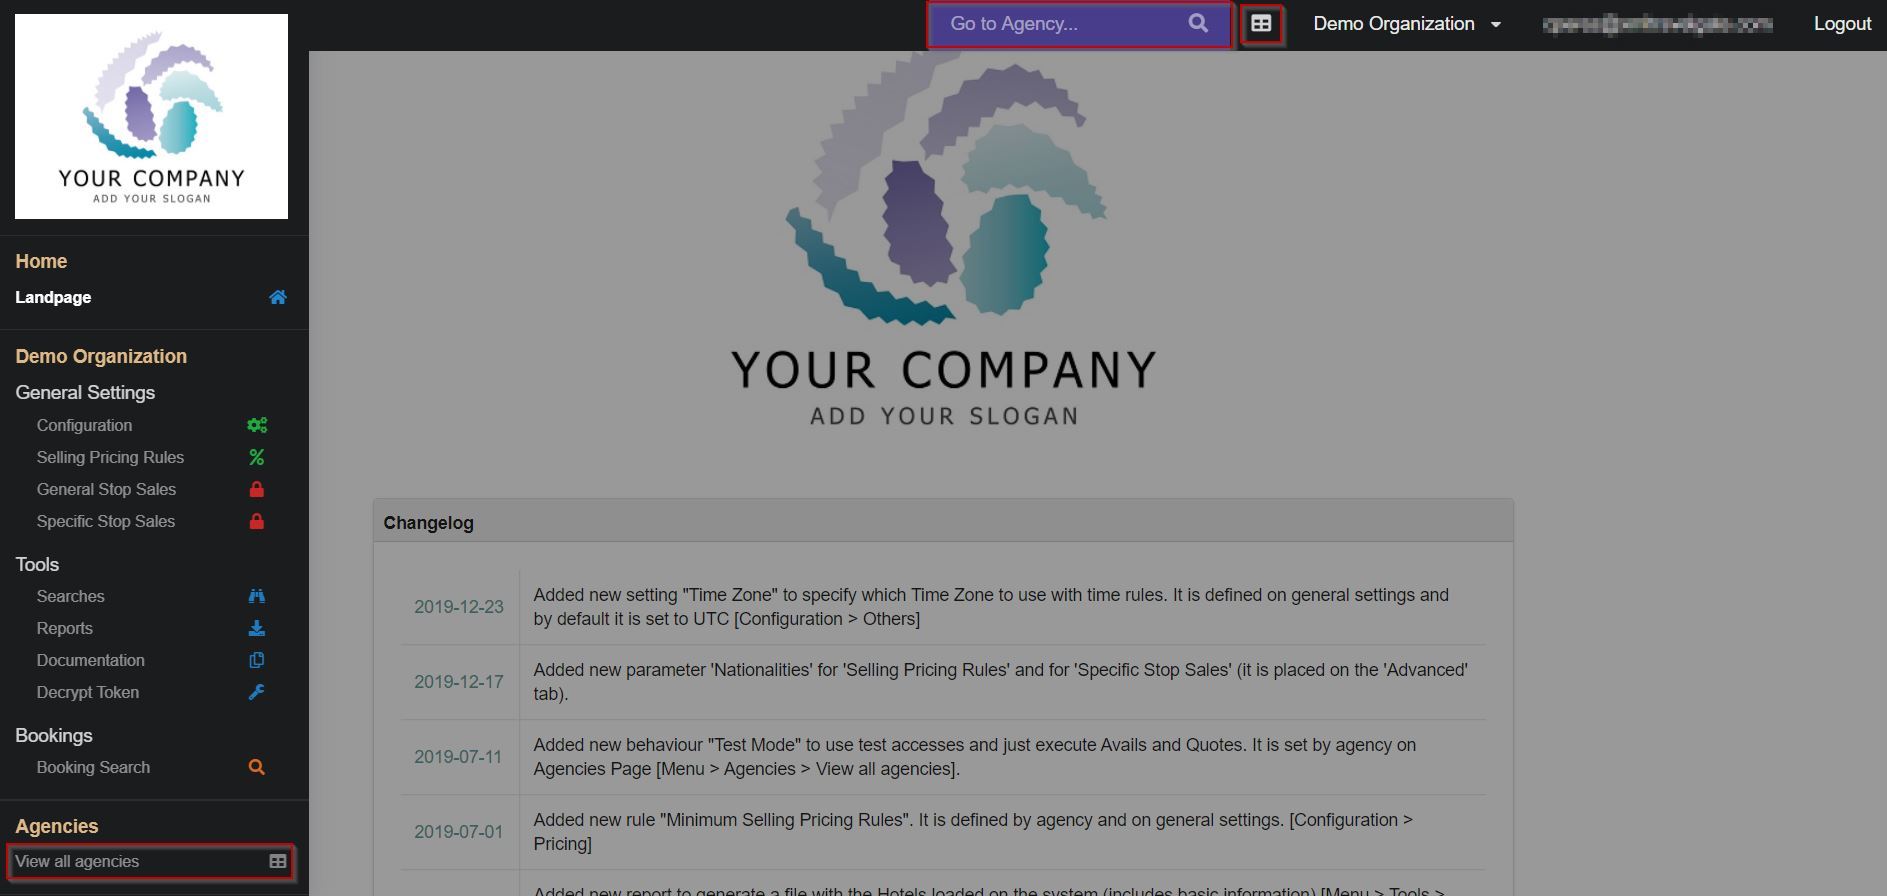 Go to Agency...
Demo Organization
Logout
YOUR COMPANY
ADD YOUR SLOGAN
Home
Landpage
Demo Organization
General Settings
Configuration
Selling Pricing Rules
General Stop Sales
Specific Stop Sales
Tools
Searches
Reports
Documentation
Decrypt Token
Bookings
Booking Search
Agencies
View all agencies
YOUR COMPANY
ADD YOUR SLOGAN
Changelog
2019-12-23
Added new setting "Time Zone" to specify which Time Zone to use with time rules. It is defined on general settings and
by default it is set to UTC [Configuration > Others]
2019-12-17
Added new parameter 'Nationalities' for 'Selling Pricing Rules' and for 'Specific Stop Sales' (it is placed on the 'Advanced'
tab).
2019-07-11
Added new behaviour "Test Mode" to use test accesses and just execute Avails and Quotes. It is set by agency on
Agencies Page [Menu > Agencies > View all agencies].
2019-07-01
Added new rule "Minimum Selling Pricing Rules". It is defined by agency and on general settings. [Configuration >
Pricing]
Added new report to generate a file with the Hotels loaded on the system (includes basic information) [Menu > Tools >